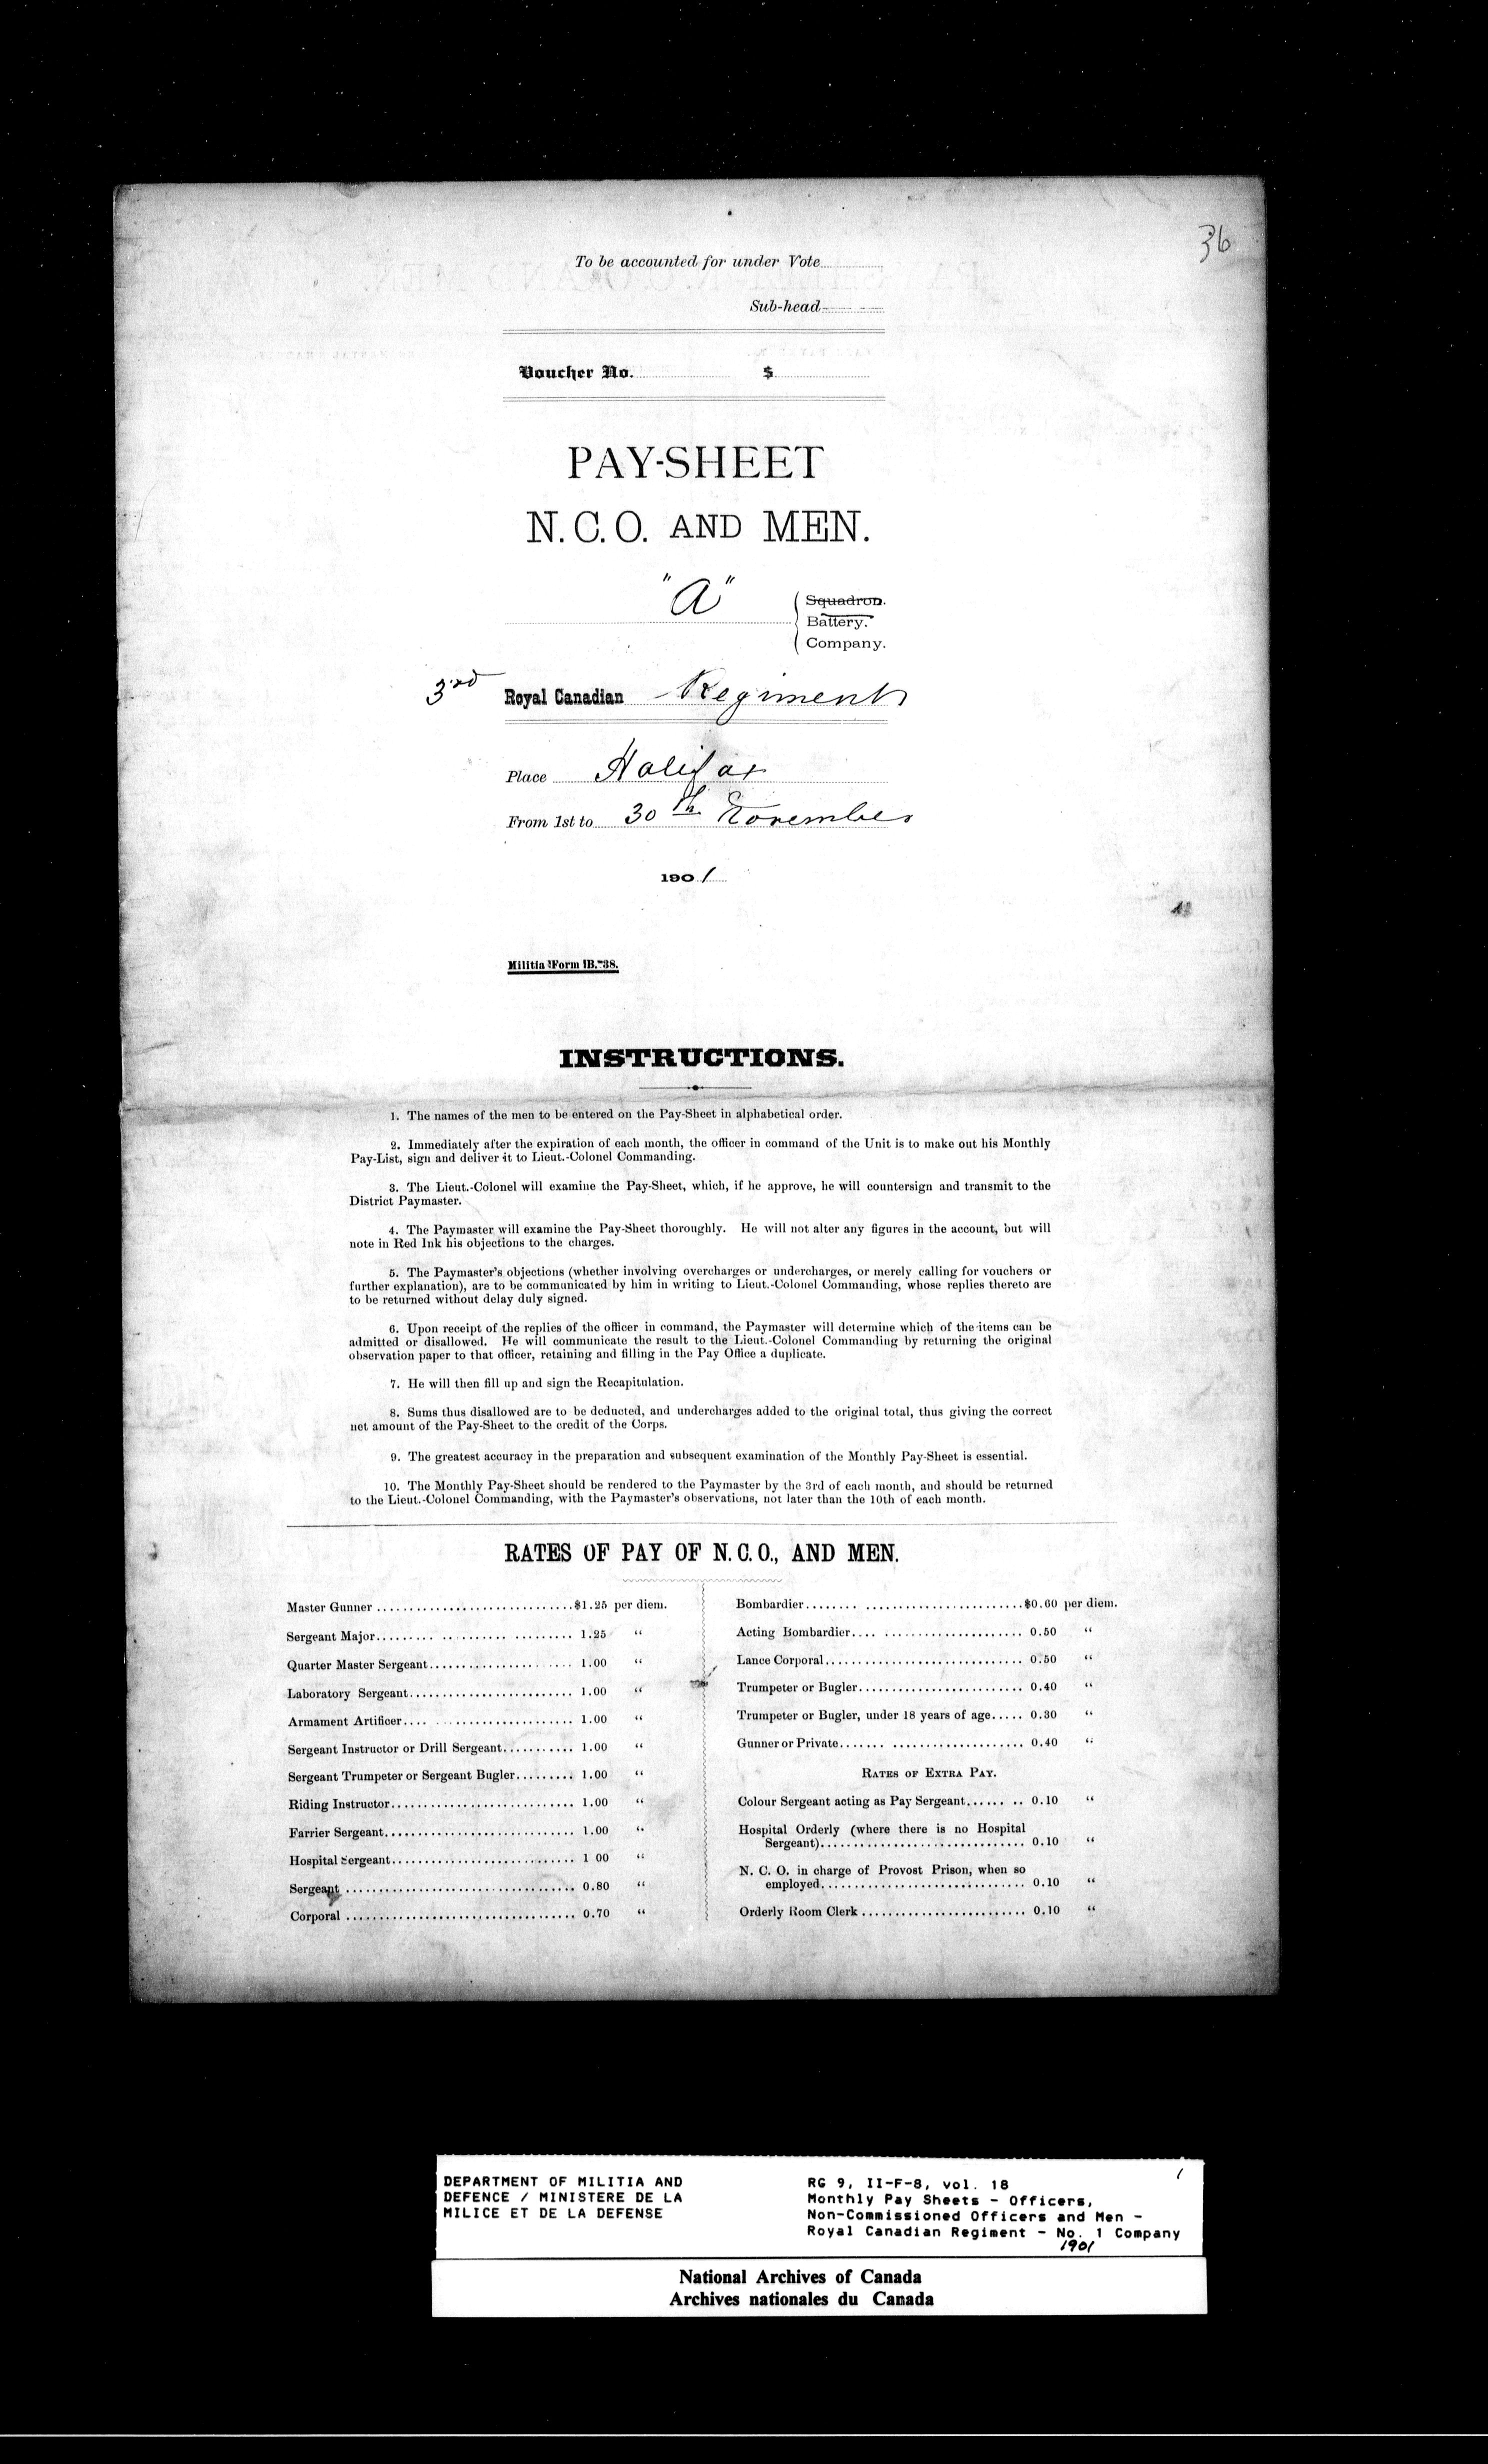 36
To be accounted for under Vote
Sub-head
Voucher No. $
PAY-SHEET
N. C. O. AND MEN.
"A"
Squadron.
Battery.
Company.
3rd Royal Canadian Regiment
Place Halifax
From 1st to 30th November
1901
Militia Form B. 38.
INSTRUCTIONS.
1. The names of the men to be entered on the Pay-Sheet in alphabetical order.
2. Immediately after the expiration of each month, the officer in command of the Unit is to make out his Monthly
Pay-List, sign and deliver it to Lieut.-Colonel Commanding.
3. The Lieut.-Colonel will examine the Pay-Sheet, which, if he approve, he will countersign and transmit to the
District Paymaster.
4. The Paymaster will examine the Pay-Sheet thoroughly. He will not alter any figures in the account, but will
note in Red Ink his objections to the charges.
5. The Paymaster's objections (whether involving overcharges or undercharges, or merely calling for vouchers or
further explanation), are to be communicated by him in writing to Lieut.-Colonel Commanding, whose replies thereto are
to be returned without delay duly signed.
6. Upon receipt of the replies of the officer in command, the Paymaster will determine which of the items can be
admitted or disallowed. He will communicate the result to the Lieut.-Colonel Commanding by returning the original
observation paper to that officer, retaining and filling in the Pay Office a duplicate.
7. He will then fill up and sign the Recapitulation.
8. Sums thus disallowed are to be deducted, and undercharges added to the original total, thus giving the correct
net amount of the Pay-Sheet to the credit of the Corps.
9. The greatest accuracy in the preparation and subsequent examination of the Monthly Pay-Sheet is essential.
10. The Monthly Pay-Sheet should be rendered to the Paymaster by the 3rd of each month, and should be returned
to the Lieut.-Colonel Commanding, with the Paymaster's observations, not later than the 10th of each month.
RATES OF PAY OF N. C. O., AND MEN.
Master Gunner $1.25 per diem.
Sergeant Major 1.25 "
Quarter Master Sergeant 1.00 "
Laboratory Sergeant 1.00 "
Armament Artificer 1.00 "
Sergeant Instructor or Drill Sergeant 1.00 "
Sergeant Trumpeter or Sergeant Bugler 1.00 "
Riding Instructor 1.00 "
Farrier Sergeant 1.00 "
Hospital Sergeant 1 00 "
Sergeant 0.80 "
Corporal 0.70 "
Bombardier $0.60 per diem.
Acting Bombardier 0.50 "
Lance Corporal 0.50 "
Trumpeter or Bugler 0.40 "
Trumpeter or Bugler, under 18 years of age 0.30 "
Gunner or Private 0.40 "
RATES OF EXTRA PAY.
Colour Sergeant acting as Pay Sergeant 0.10 "
Hospital Orderly (where there is no Hospital
Sergeant) 0.10 "
N. C. O. in charge of Provost Prison, when so
employed 0.10 "
Orderly Room Clerk 0.10 "
DEPARTMENT OF MILITIA AND
DEFENCE / MINISTERE DE LA
MILICE ET DE LA DEFENSE
1
RG 9, II-F-8, vol. 18
Monthly Pay Sheets - Officers,
Non-Commissioned Officers and Men -
Royal Canadian Regiment - No. 1 Company
1901
National Archives of Canada
Archives nationales du Canada